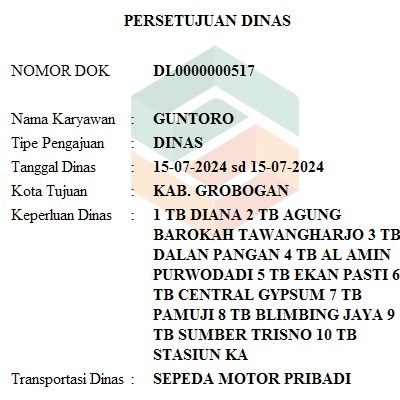 PERSETUJUAN DINAS
NOMOR DOK DL0000000517
Nama Karyawan : GUNTORO
Tipe Pengajuan : DINAS
Tanggal Dinas : 15-07-2024 sd 15-07-2024
Kota Tujuan : KAB. GROBOGAN
Keperluan Dinas : 1 TB DIANA 2 TB AGUNG
BAROKAH TAWANGHARJO 3 TB
DALAN PANGAN 4 TB AL AMIN
PURWODADI 5 TB EKAN PASTI 6
TB CENTRAL GYPSUM 7 TB
PAMUJI 8 TB BLIMBING JAYA 9
TB SUMBER TRISNO 10 TB
STASIUN KA
Transportasi Dinas : SEPEDA MOTOR PRIBADI